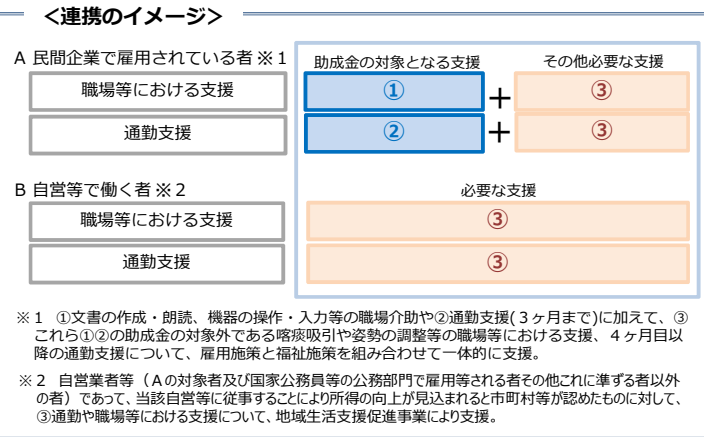 ＜連携のイメージ＞
A 民間企業で雇用されている者 ※１
助成金の対象となる支援
その他必要な支援
職場等における支援
①
＋
③
通勤支援
②
＋
③
B 自営等で働く者 ※２
必要な支援
職場等における支援
③
通勤支援
③
※１ ①文書の作成・朗読、機器の操作・入力等の職場介助や②通勤支援(３ヶ月まで)に加えて、③
これら①②の助成金の対象外である喀痰吸引や姿勢の調整等の職場等における支援、４ヶ月目以
降の通勤支援について、雇用施策と福祉施策を組み合わせて一体的に支援。
※２ 自営業者等（Ａの対象者及び国家公務員等の公務部門で雇用等される者その他これに準ずる者以外
の者）であって、当該自営等に従事することにより所得の向上が見込まれると市町村等が認めたものに対して、
③通勤や職場等における支援について、地域生活支援促進事業により支援。